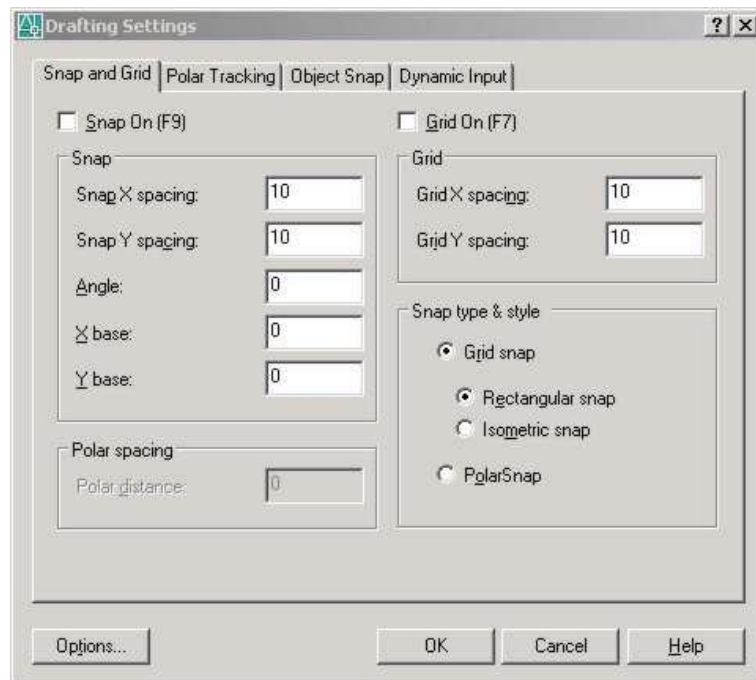 Drafting Settings
Snap and Grid
Polar Tracking
Object Snap
Dynamic Input
Snap On (F9)
Snap
Snap X spacing: 10
Snap Y spacing: 10
Angle: 0
X base: 0
Y base: 0
Polar spacing
Polar distance: 0
Grid On (F7)
Grid
Grid X spacing: 10
Grid Y spacing: 10
Snap type & style
Grid snap
Rectangular snap
Isometric snap
PolarSnap
Options...
OK
Cancel
Help